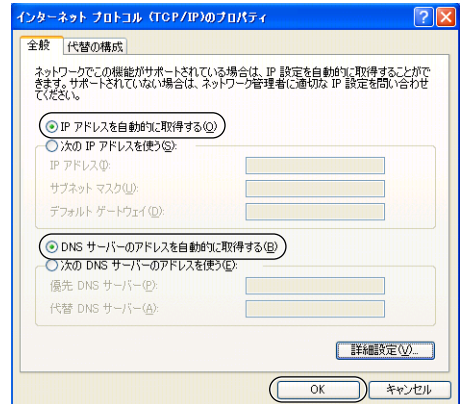 インターネット プロトコル (TCP/IP)のプロパティ
全般 代替の構成
ネットワークでこの機能がサポートされている場合は、IP 設定を自動的に取得することがで
きます。サポートされていない場合は、ネットワーク管理者に適切な IP 設定を問い合わせ
てください。
IP アドレスを自動的に取得する(O)
次の IP アドレスを使う(S):
IP アドレス(I):
サブネット マスク(U):
デフォルト ゲートウェイ(D):
DNS サーバーのアドレスを自動的に取得する(B)
次の DNS サーバーのアドレスを使う(E):
優先 DNS サーバー(P):
代替 DNS サーバー(A):
詳細設定(V)...
OK キャンセル